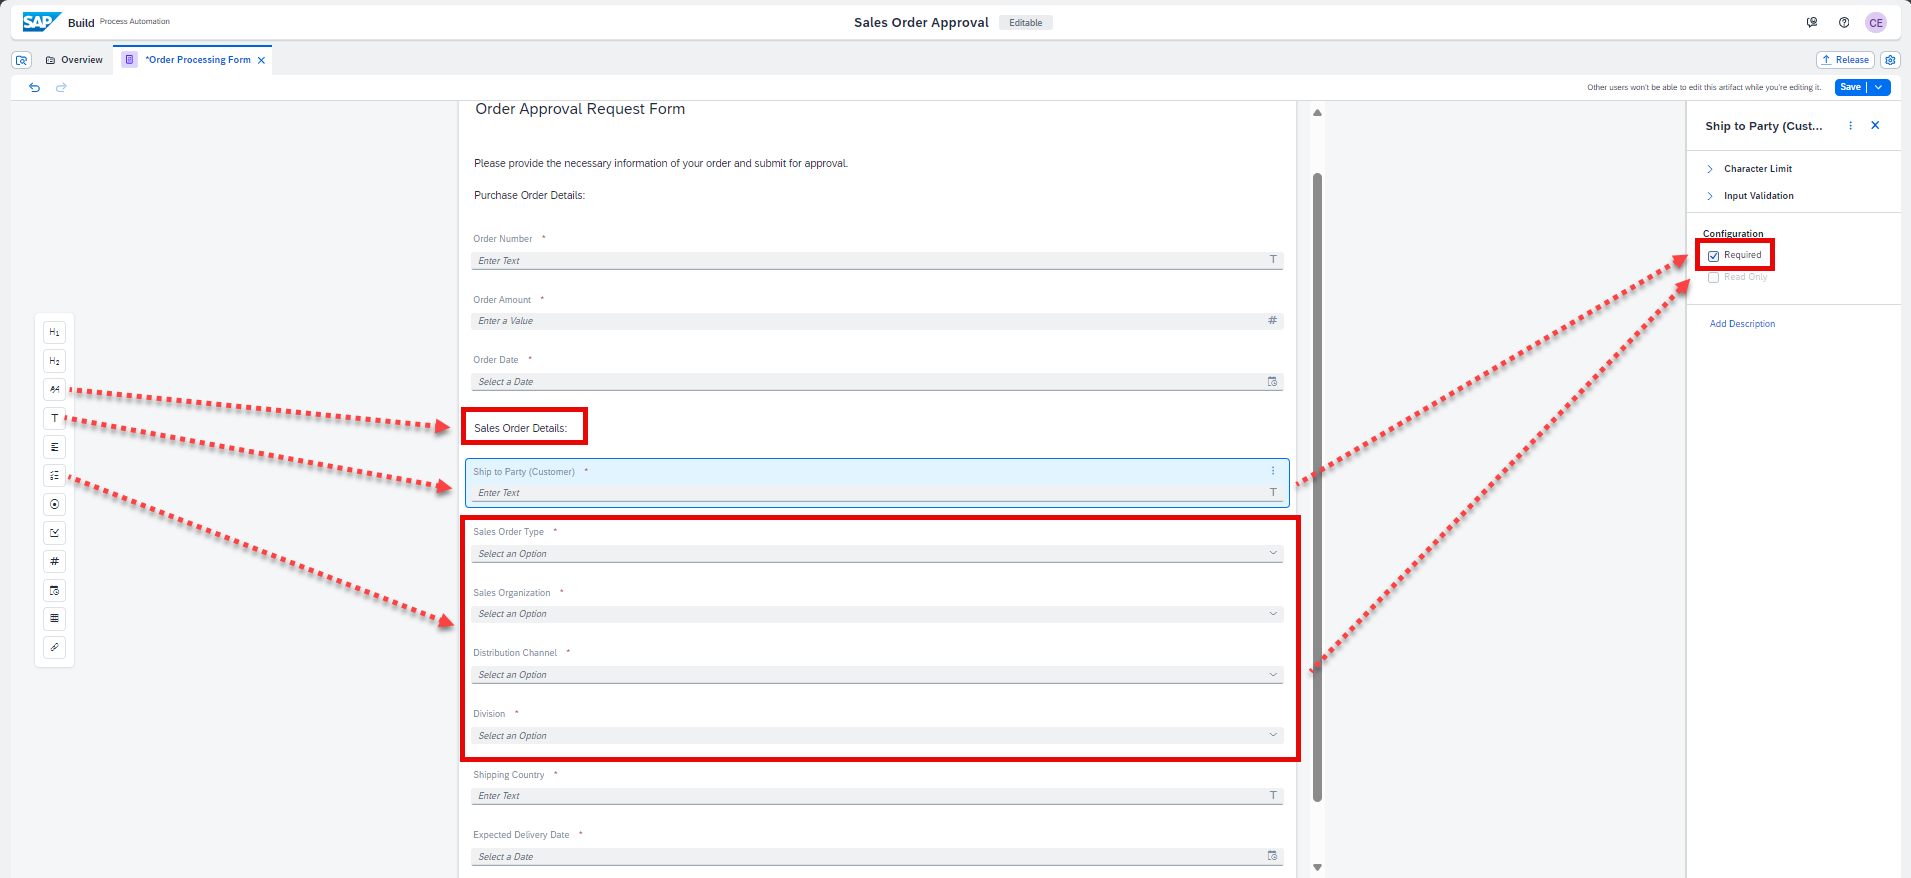 SAP Build Process Automation
Sales Order Approval Editable
CE
Overview
*Order Processing Form
Release
Other users won't be able to edit this artifact while you're editing it.
Save
Order Approval Request Form
Please provide the necessary information of your order and submit for approval.
Purchase Order Details:
Order Number *
Enter Text T
Order Amount *
Enter a Value #
Order Date *
Select a Date
Sales Order Details:
Ship to Party (Customer) *
Enter Text T
Sales Order Type *
Select an Option
Sales Organization *
Select an Option
Distribution Channel *
Select an Option
Division *
Select an Option
Shipping Country *
Enter Text T
Expected Delivery Date *
Select a Date
H1
H2
AA
T
#
Ship to Party (Cust...
Character Limit
Input Validation
Configuration
Required
Read Only
Add Description